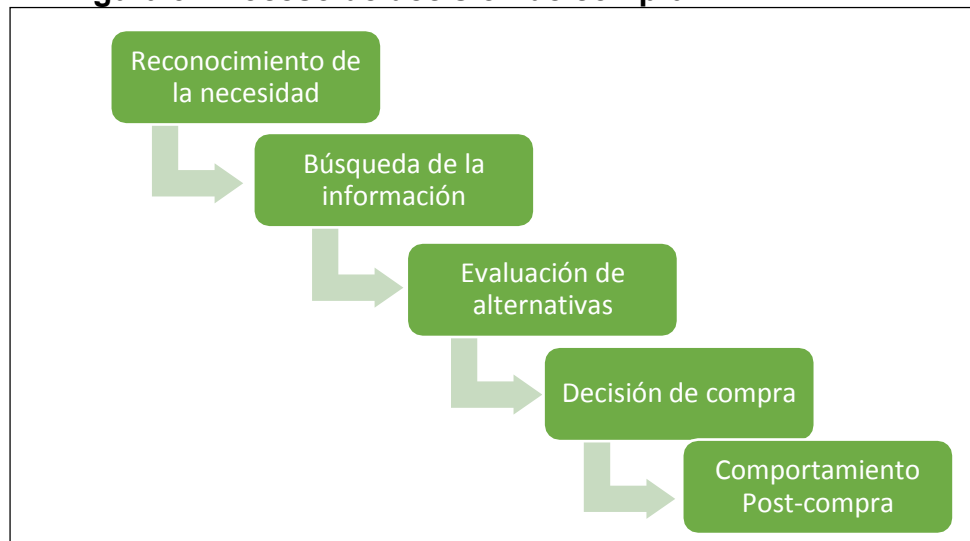 Reconocimiento de
la necesidad
Búsqueda de la
información
Evaluación de
alternativas
Decisión de compra
Comportamiento
Post-compra